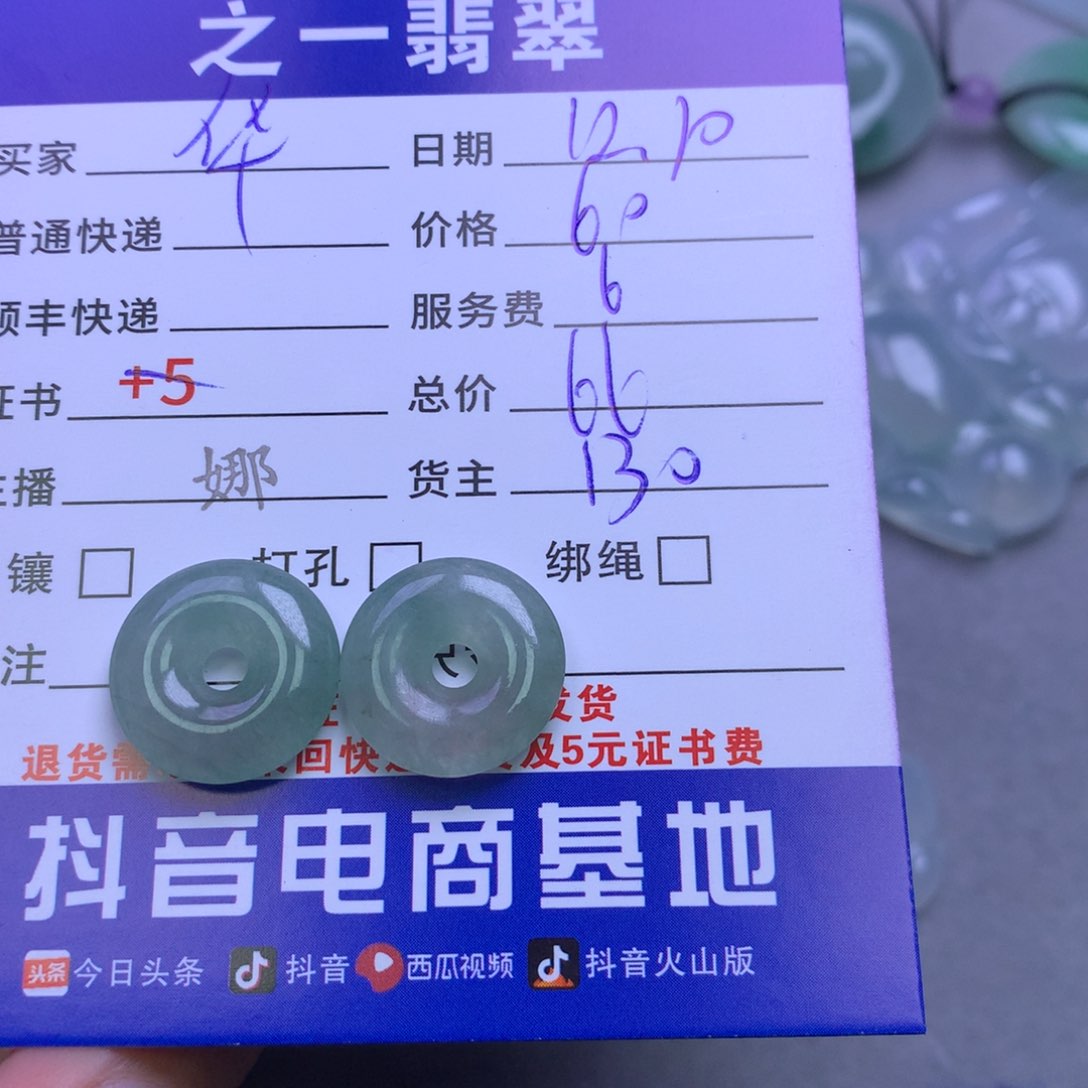 之一翡翠
买家 华 日期 12.10
普通快递 价格 60
顺丰快递 服务费 6
证书 +5 总价 66
主播 娜 货主 130
镶 打孔 绑绳
注
发货
退货需 回快 及5元证书费
抖音电商基地
头条 今日头条 抖音 西瓜视频 抖音火山版